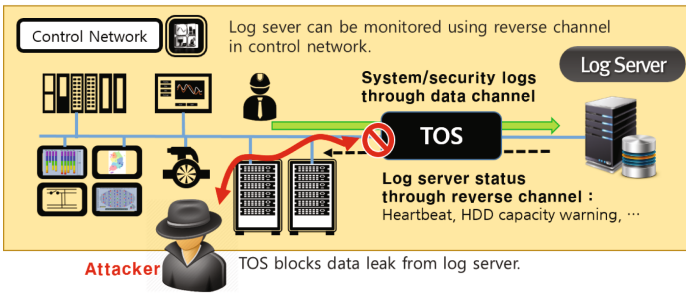 Control Network
Log sever can be monitored using reverse channel
in control network.
Log Server
System/security logs
through data channel
TOS
Log server status
through reverse channel :
Heartbeat, HDD capacity warning, ···
Attacker
TOS blocks data leak from log server.